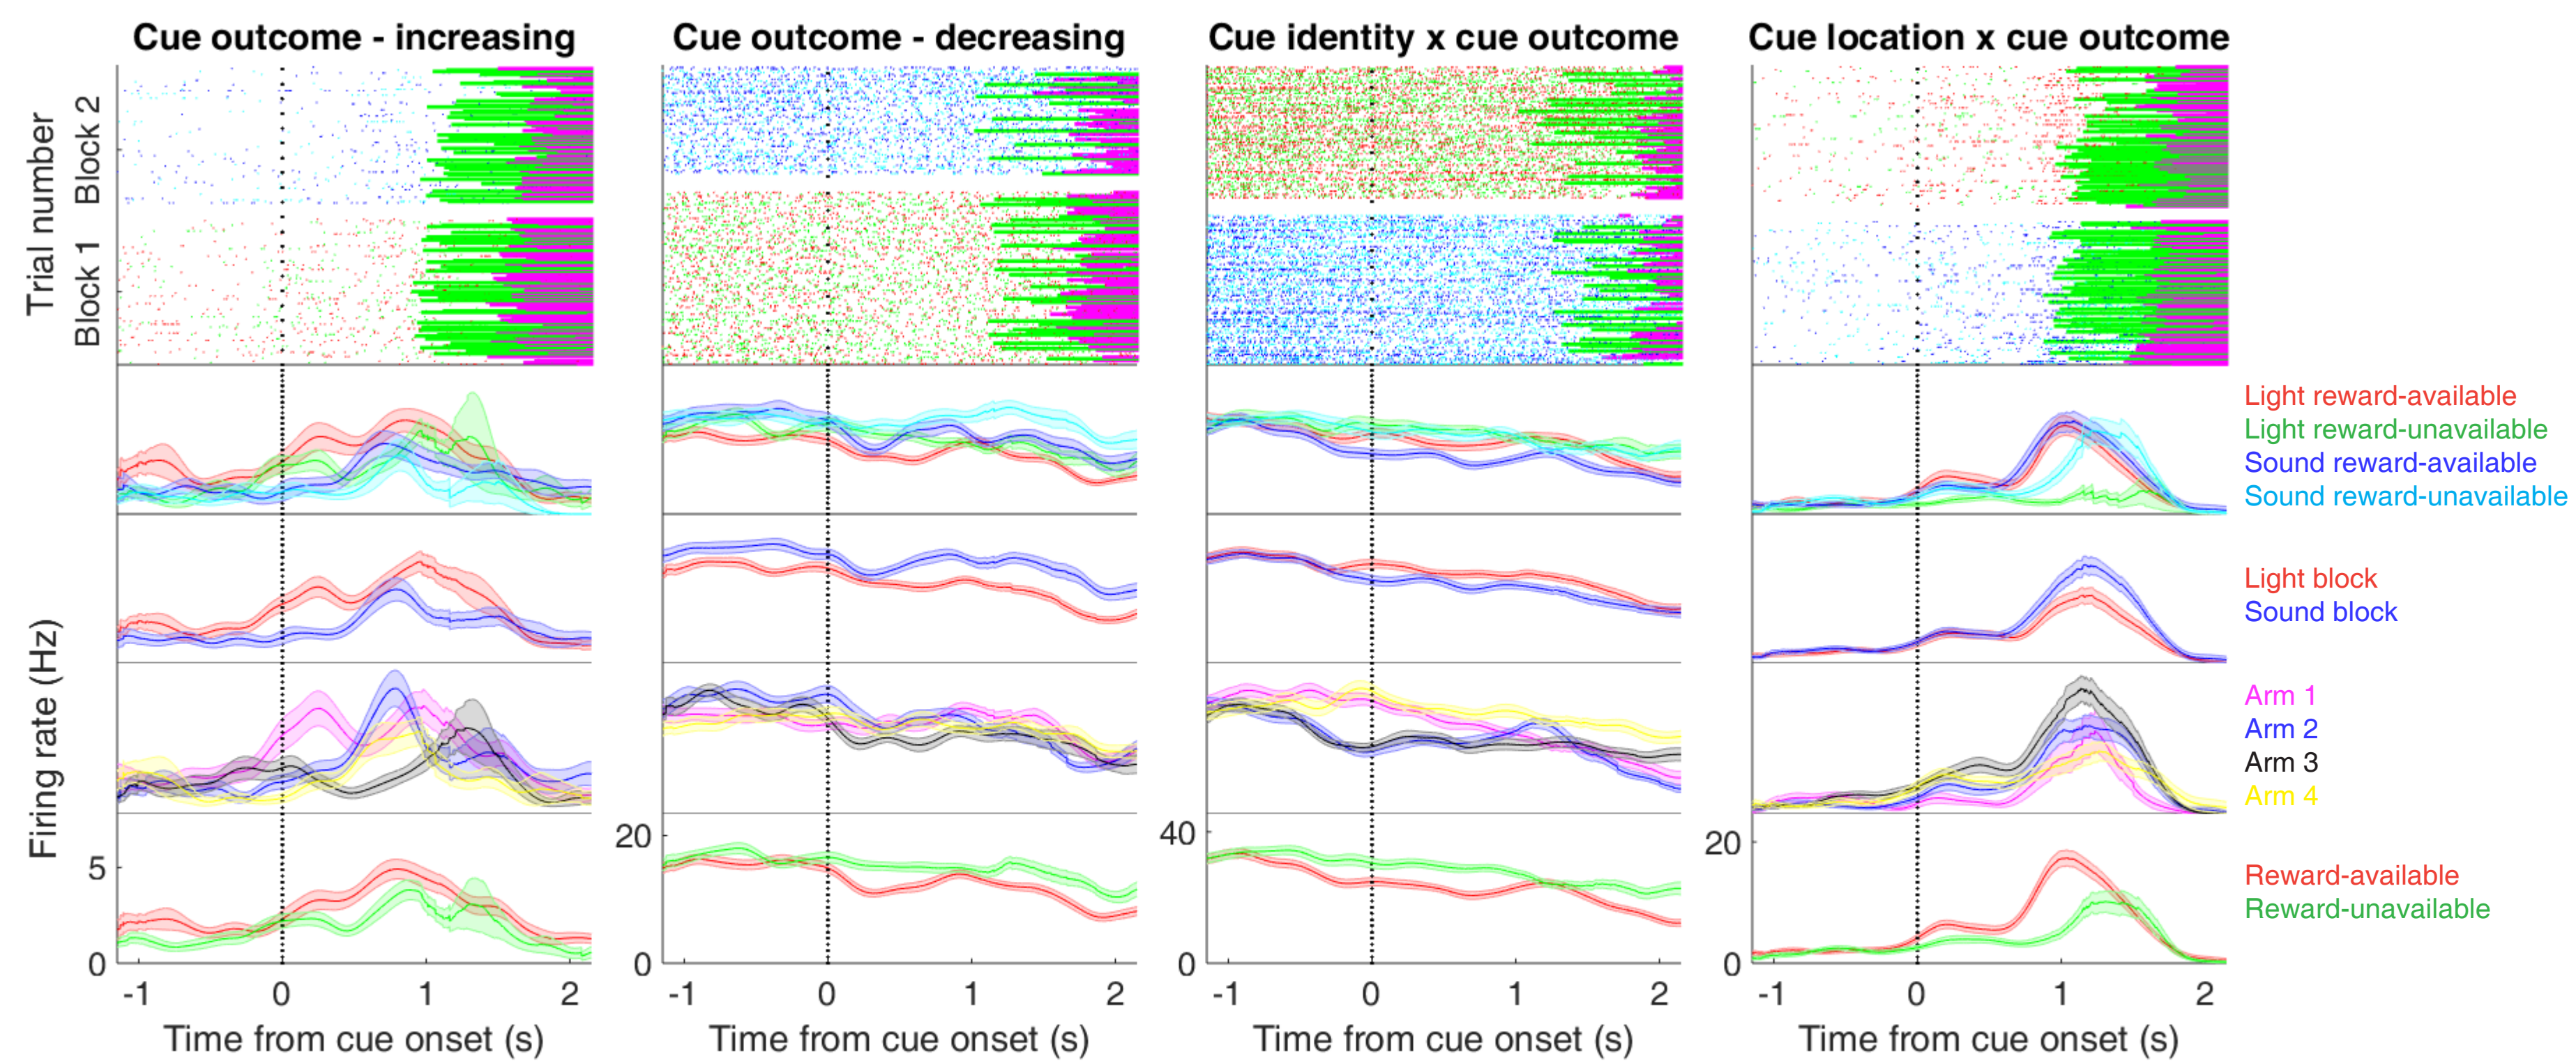 Cue outcome - increasing
Cue outcome - decreasing
Cue identity x cue outcome
Cue location x cue outcome
Trial number
Block 2
Block 1
Light reward-available
Light reward-unavailable
Sound reward-available
Sound reward-unavailable
Light block
Sound block
Arm 1
Arm 2
Arm 3
Arm 4
Reward-available
Reward-unavailable
Firing rate (Hz)
5
0
20
0
40
0
20
0
-1 0 1 2
-1 0 1 2
-1 0 1 2
-1 0 1 2
Time from cue onset (s)
Time from cue onset (s)
Time from cue onset (s)
Time from cue onset (s)